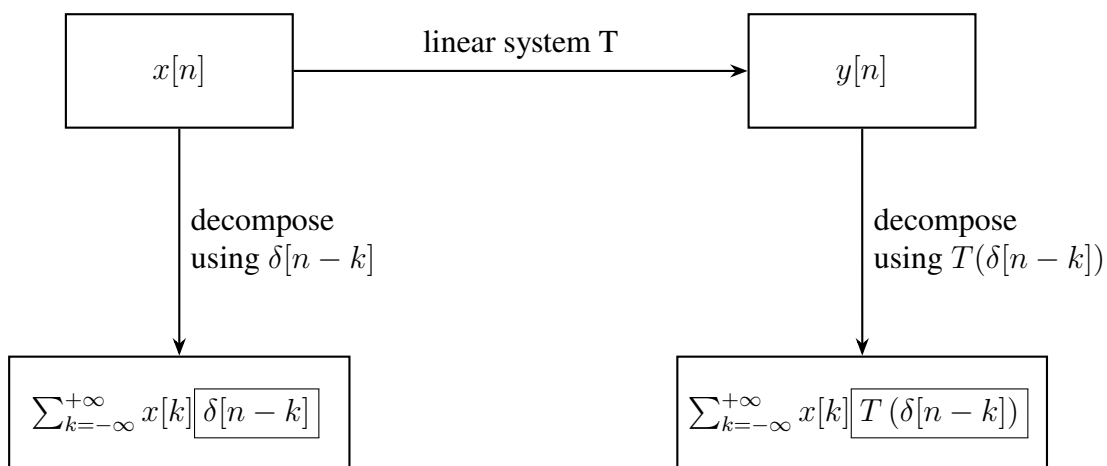 linear system T
x[n]
y[n]
decompose
using δ[n − k]
decompose
using T(δ[n − k])
∑_{k=−∞}^{+∞} x[k] δ[n − k]
∑_{k=−∞}^{+∞} x[k] T (δ[n − k])